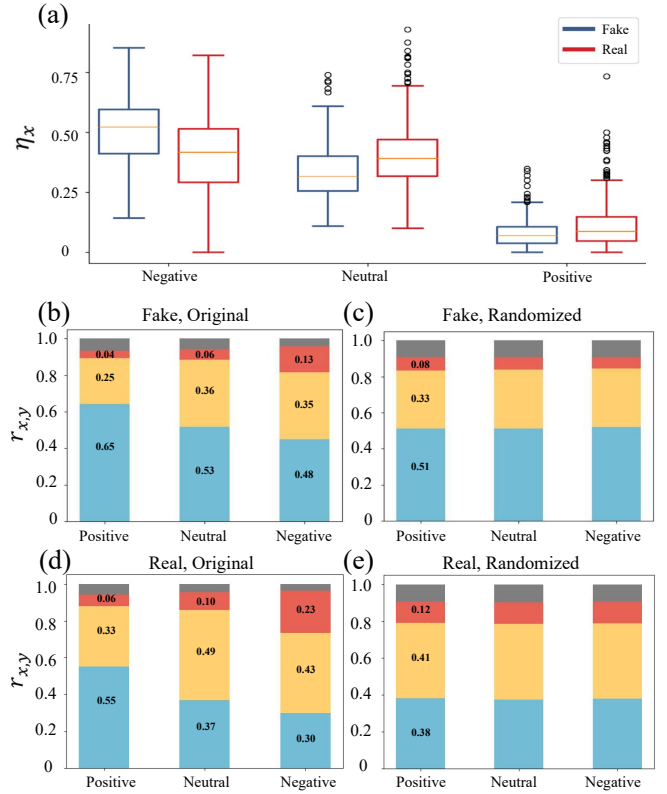 (a)
Fake
Real
η_x
0.75
0.50
0.25
0
Negative
Neutral
Positive
(b)
Fake, Original
(c)
Fake, Randomized
r_{x,y}
1.0
0.8
0.6
0.4
0.2
0
0.04
0.25
0.65
0.06
0.36
0.53
0.13
0.35
0.48
Positive
Neutral
Negative
1.0
0.8
0.6
0.4
0.2
0
0.08
0.33
0.51
Positive
Neutral
Negative
(d)
Real, Original
(e)
Real, Randomized
r_{x,y}
1.0
0.8
0.6
0.4
0.2
0
0.06
0.33
0.55
0.10
0.49
0.37
0.23
0.43
0.30
Positive
Neutral
Negative
1.0
0.8
0.6
0.4
0.2
0
0.12
0.41
0.38
Positive
Neutral
Negative